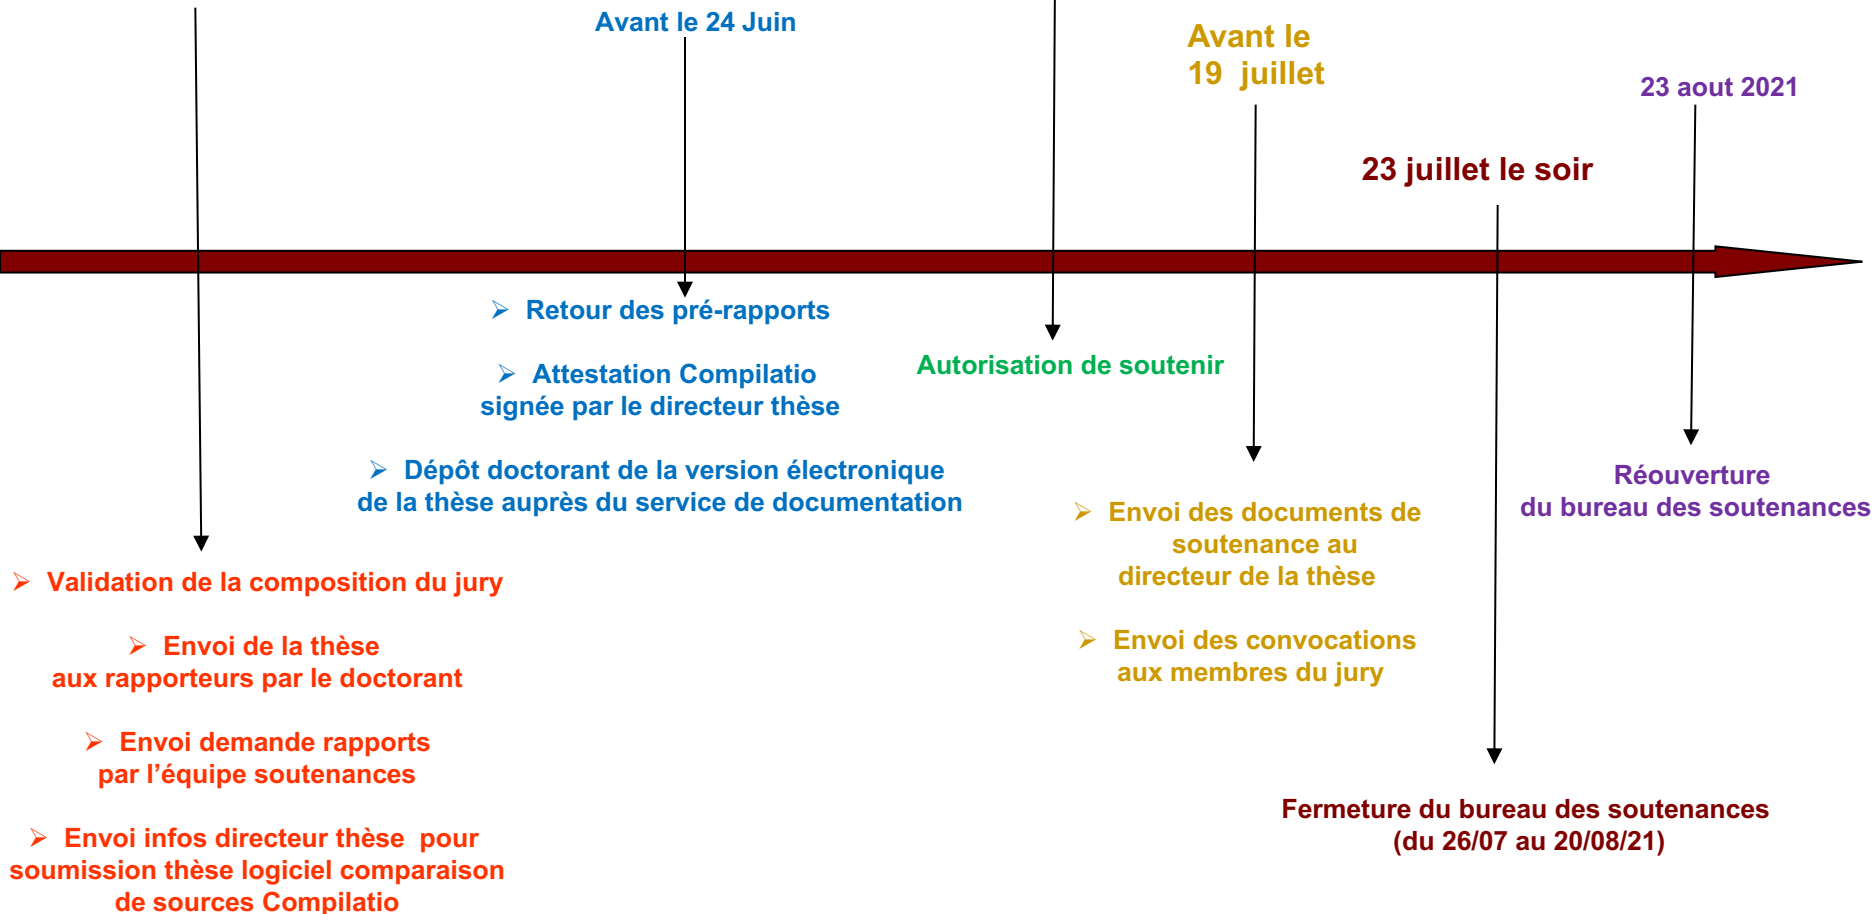 Avant le 24 Juin
Avant le
19 juillet
23 aout 2021
23 juillet le soir
➢ Retour des pré-rapports
➢ Attestation Compilatio
signée par le directeur thèse
➢ Dépôt doctorant de la version électronique
de la thèse auprès du service de documentation
Autorisation de soutenir
➢ Envoi des documents de
soutenance au
directeur de la thèse
➢ Envoi des convocations
aux membres du jury
Réouverture
du bureau des soutenances
➢ Validation de la composition du jury
➢ Envoi de la thèse
aux rapporteurs par le doctorant
➢ Envoi demande rapports
par l’équipe soutenances
➢ Envoi infos directeur thèse pour
soumission thèse logiciel comparaison
de sources Compilatio
Fermeture du bureau des soutenances
(du 26/07 au 20/08/21)